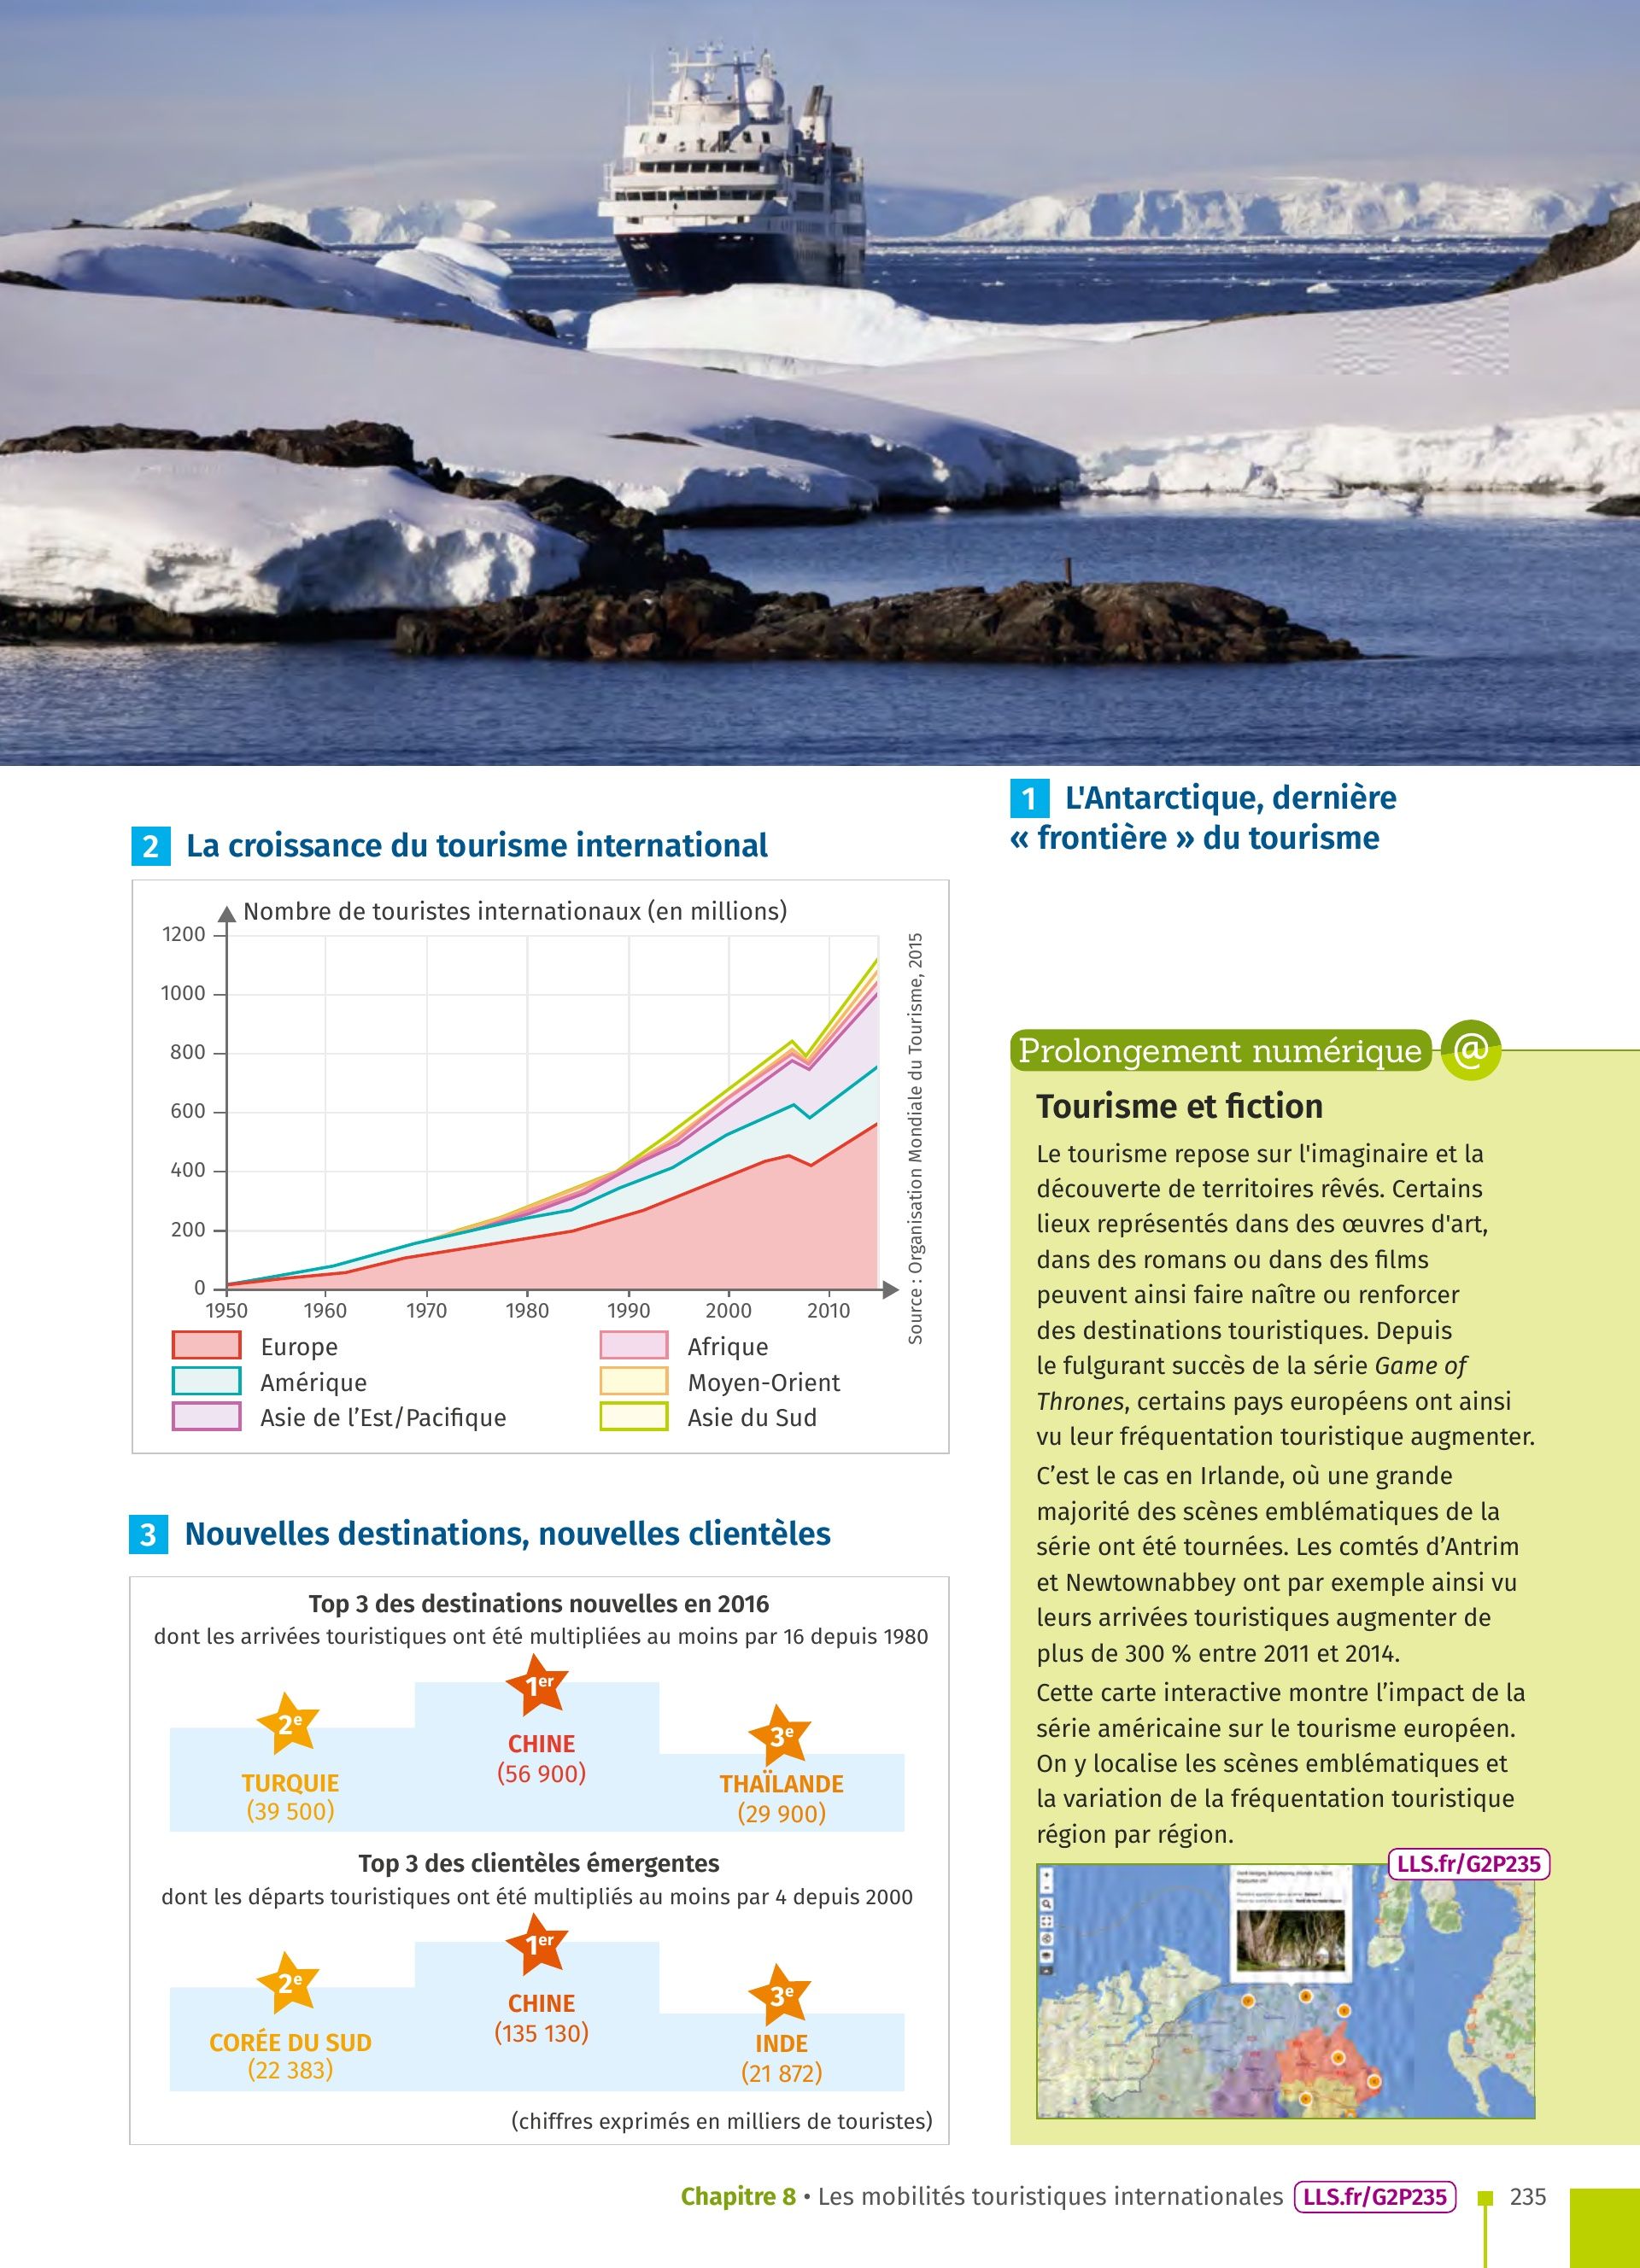 1 L'Antarctique, dernière
« frontière » du tourisme
2 La croissance du tourisme international
Nombre de touristes internationaux (en millions)
1200
1000
800
600
400
200
0
1950 1960 1970 1980 1990 2000 2010
Source : Organisation Mondiale du Tourisme, 2015
Europe
Amérique
Asie de l’Est/Pacifique
Afrique
Moyen-Orient
Asie du Sud
3 Nouvelles destinations, nouvelles clientèles
Top 3 des destinations nouvelles en 2016
dont les arrivées touristiques ont été multipliées au moins par 16 depuis 1980
1er
CHINE
(56 900)
2e
TURQUIE
(39 500)
3e
THAÏLANDE
(29 900)
Top 3 des clientèles émergentes
dont les départs touristiques ont été multipliés au moins par 4 depuis 2000
1er
CHINE
(135 130)
2e
CORÉE DU SUD
(22 383)
3e
INDE
(21 872)
(chiffres exprimés en milliers de touristes)
Prolongement numérique @
Tourisme et fiction
Le tourisme repose sur l'imaginaire et la
découverte de territoires rêvés. Certains
lieux représentés dans des œuvres d'art,
dans des romans ou dans des films
peuvent ainsi faire naître ou renforcer
des destinations touristiques. Depuis
le fulgurant succès de la série Game of
Thrones, certains pays européens ont ainsi
vu leur fréquentation touristique augmenter.
C’est le cas en Irlande, où une grande
majorité des scènes emblématiques de la
série ont été tournées. Les comtés d’Antrim
et Newtownabbey ont par exemple ainsi vu
leurs arrivées touristiques augmenter de
plus de 300 % entre 2011 et 2014.
Cette carte interactive montre l’impact de la
série américaine sur le tourisme européen.
On y localise les scènes emblématiques et
la variation de la fréquentation touristique
région par région.
LLS.fr/G2P235
Chapitre 8 • Les mobilités touristiques internationales LLS.fr/G2P235 235